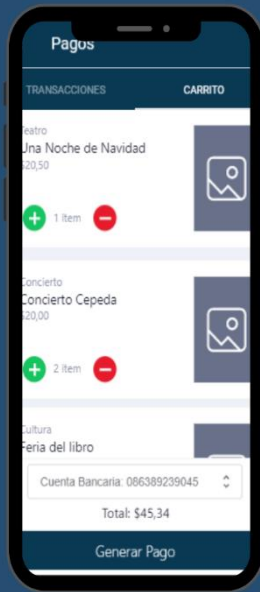 Pagos
TRANSACCIONES
CARRITO
Teatro
Una Noche de Navidad
$20,50
1 Item
Concierto
Concierto Cepeda
$20,00
2 Item
Cultura
Feria del libro
Cuenta Bancaria: 086389239045
Total: $45,34
Generar Pago